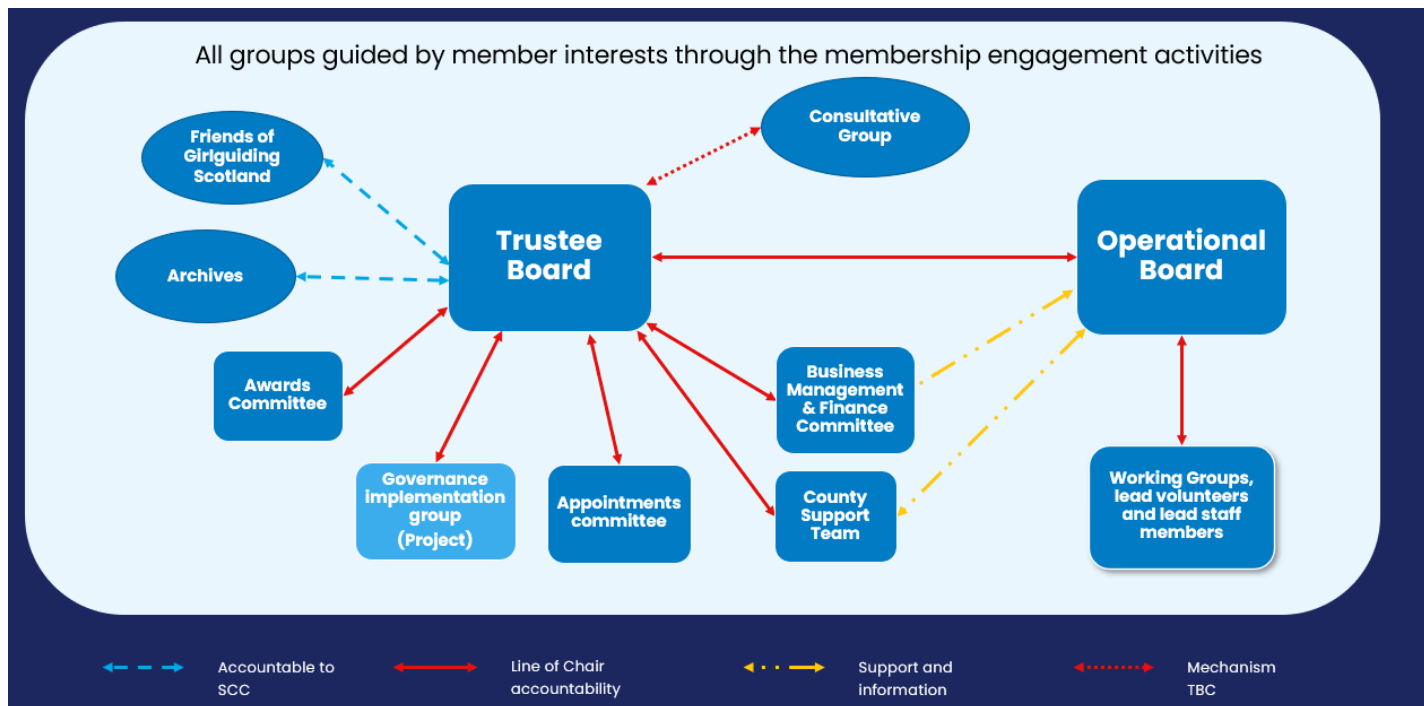 All groups guided by member interests through the membership engagement activities
Friends of
Girlguiding
Scotland
Consultative
Group
Trustee
Board
Operational
Board
Archives
Awards
Committee
Business
Management
& Finance
Committee
Governance
implementation
group
(Project)
Appointments
committee
County
Support
Team
Working Groups,
lead volunteers
and lead staff
members
Accountable to
SCC
Line of Chair
accountability
Support and
information
Mechanism
TBC